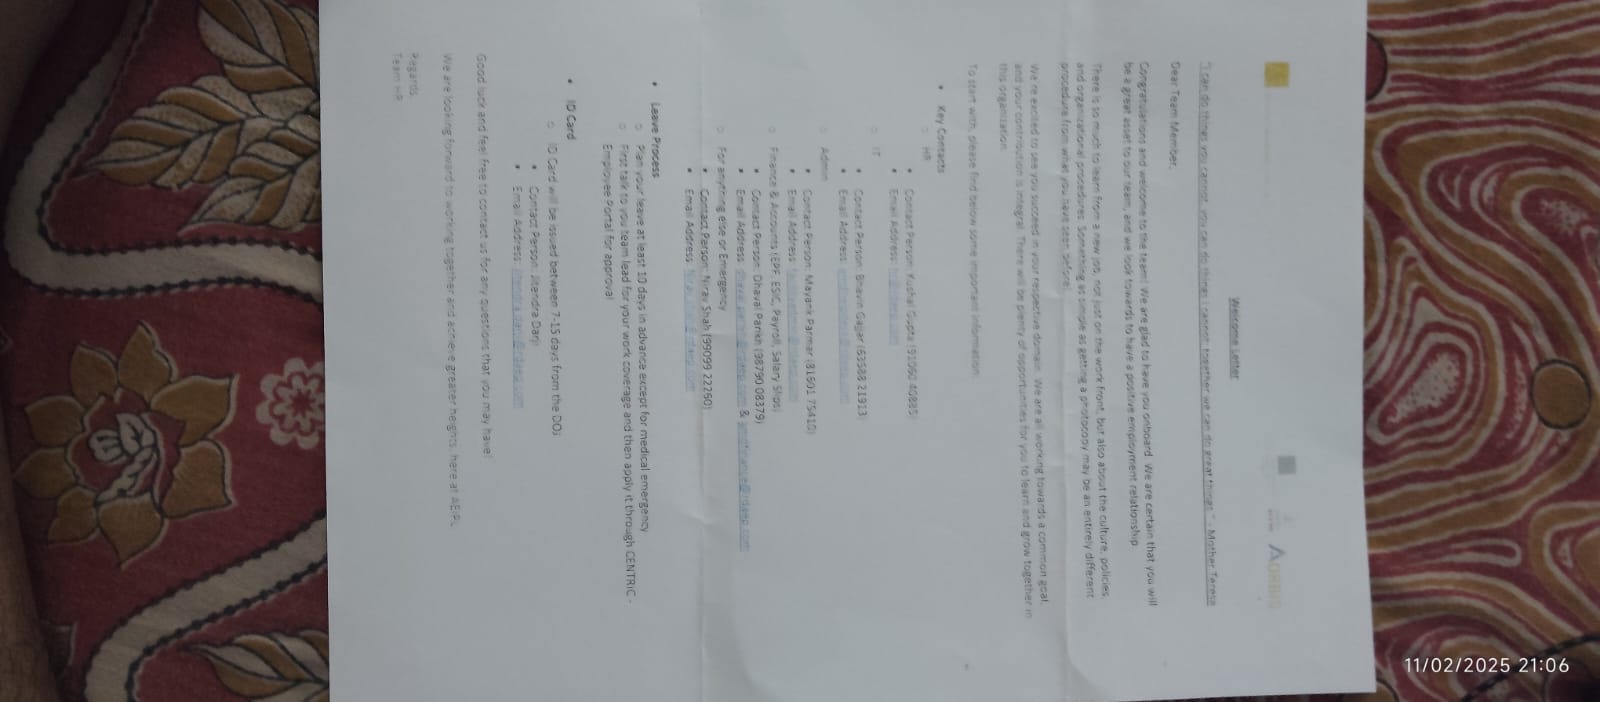 Welcome Letter
"I can do things you cannot, you can do things I cannot; together we can do great things." - Mother Teresa
Dear Team Member,
Congratulations and welcome to the team! We are glad to have you onboard. We are certain that you will
be a great asset to our team, and we look towards to have a positive employment relationship
There is so much to learn from a new job, not just on the work front, but also about the culture, policies,
and organizational procedures. Something as simple as getting a photocopy may be an entirely different
procedure from what you have seen before!
We're excited to see you succeed in your respective domain. We are all working towards a common goal,
and your contribution is integral. There will be plenty of opportunities for you to learn and grow together in
this organization.
To start with, please find below some important information:
• Key Contacts
○ HR
▪ Contact Person: Kushal Gupta
▪ Email Address:
○ IT
▪ Contact Person: Bhavin Gajjar (63588 21913)
▪ Email Address:
○ Admin
▪ Contact Person: Mayank Parmar (81601 75410)
▪ Email Address:
○ Finance & Accounts (EPF, ESIC, Payroll, Salary Slips)
▪ Contact Person: Dhaval Parikh (98790 08379)
▪ Email Address: &
○ For anything else or Emergency
▪ Contact Person: Nirav Shah (99099 22260)
▪ Email Address:
• Leave Process
○ Plan your leave at least 10 days in advance except for medical emergency
○ First talk to you team lead for your work coverage and then apply it through CENTRIC -
Employee Portal for approval
• ID Card
○ ID Card will be issued between 7-15 days from the DOJ
▪ Contact Person: Jitendra Darji
▪ Email Address:
Good luck and feel free to contact us for any questions that you may have!
We are looking forward to working together and achieve greater heights, here at AEIPL
Regards,
Team HR
11/02/2025 21:06